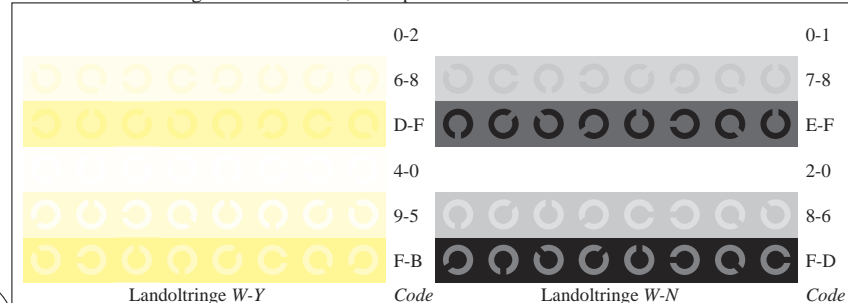 0-2 0-1
6-8 7-8
D-F E-F
4-0 2-0
9-5 8-6
F-B F-D
Landoltringe W-Y Code Landoltringe W-N Code